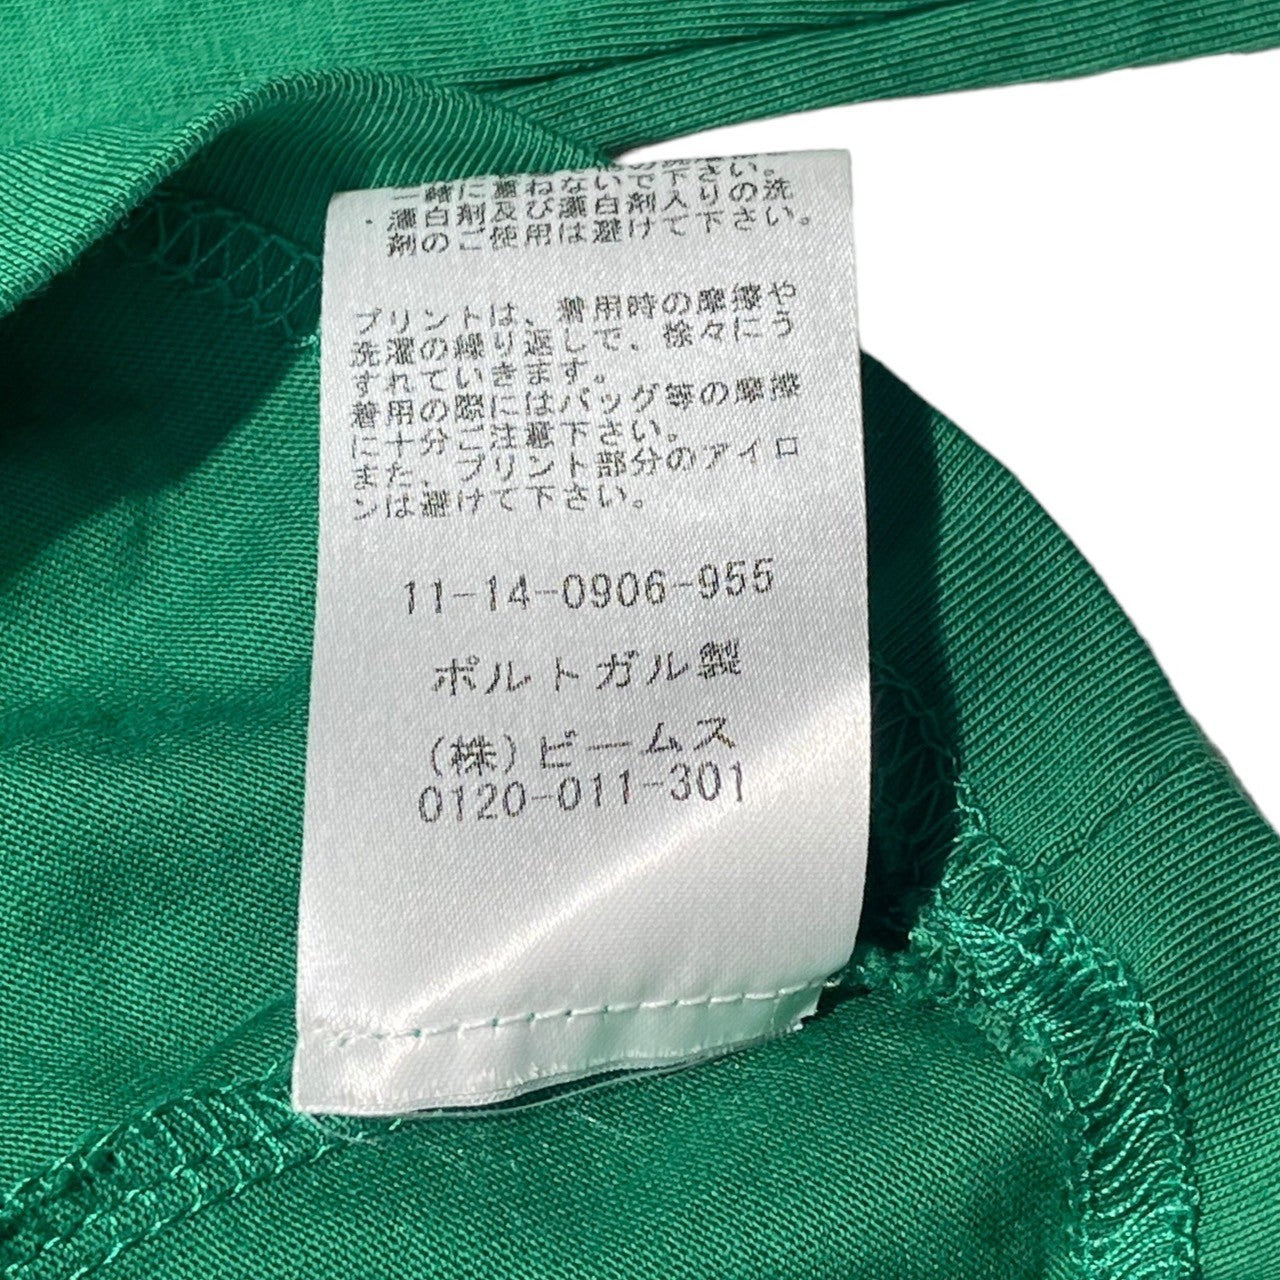 一緒に重ねないで下さい。
・漂白剤及び漂白剤入りの洗
剤のご使用は避けて下さい。
プリントは、着用時の摩擦や
洗濯の繰り返しで、徐々にう
すれていきます。
着用の際にはバッグ等の摩擦
に十分ご注意下さい。
また、プリント部分のアイロ
ンは避けて下さい。
11-14-0906-955
ポルトガル製
(株)ビームス
0120-011-301